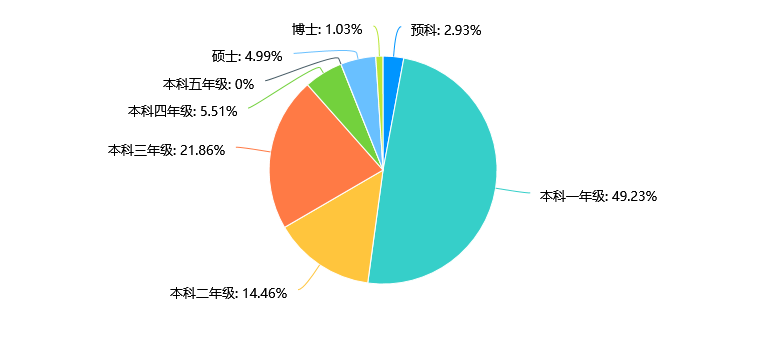 博士: 1.03%
预科: 2.93%
硕士: 4.99%
本科五年级: 0%
本科四年级: 5.51%
本科三年级: 21.86%
本科一年级: 49.23%
本科二年级: 14.46%